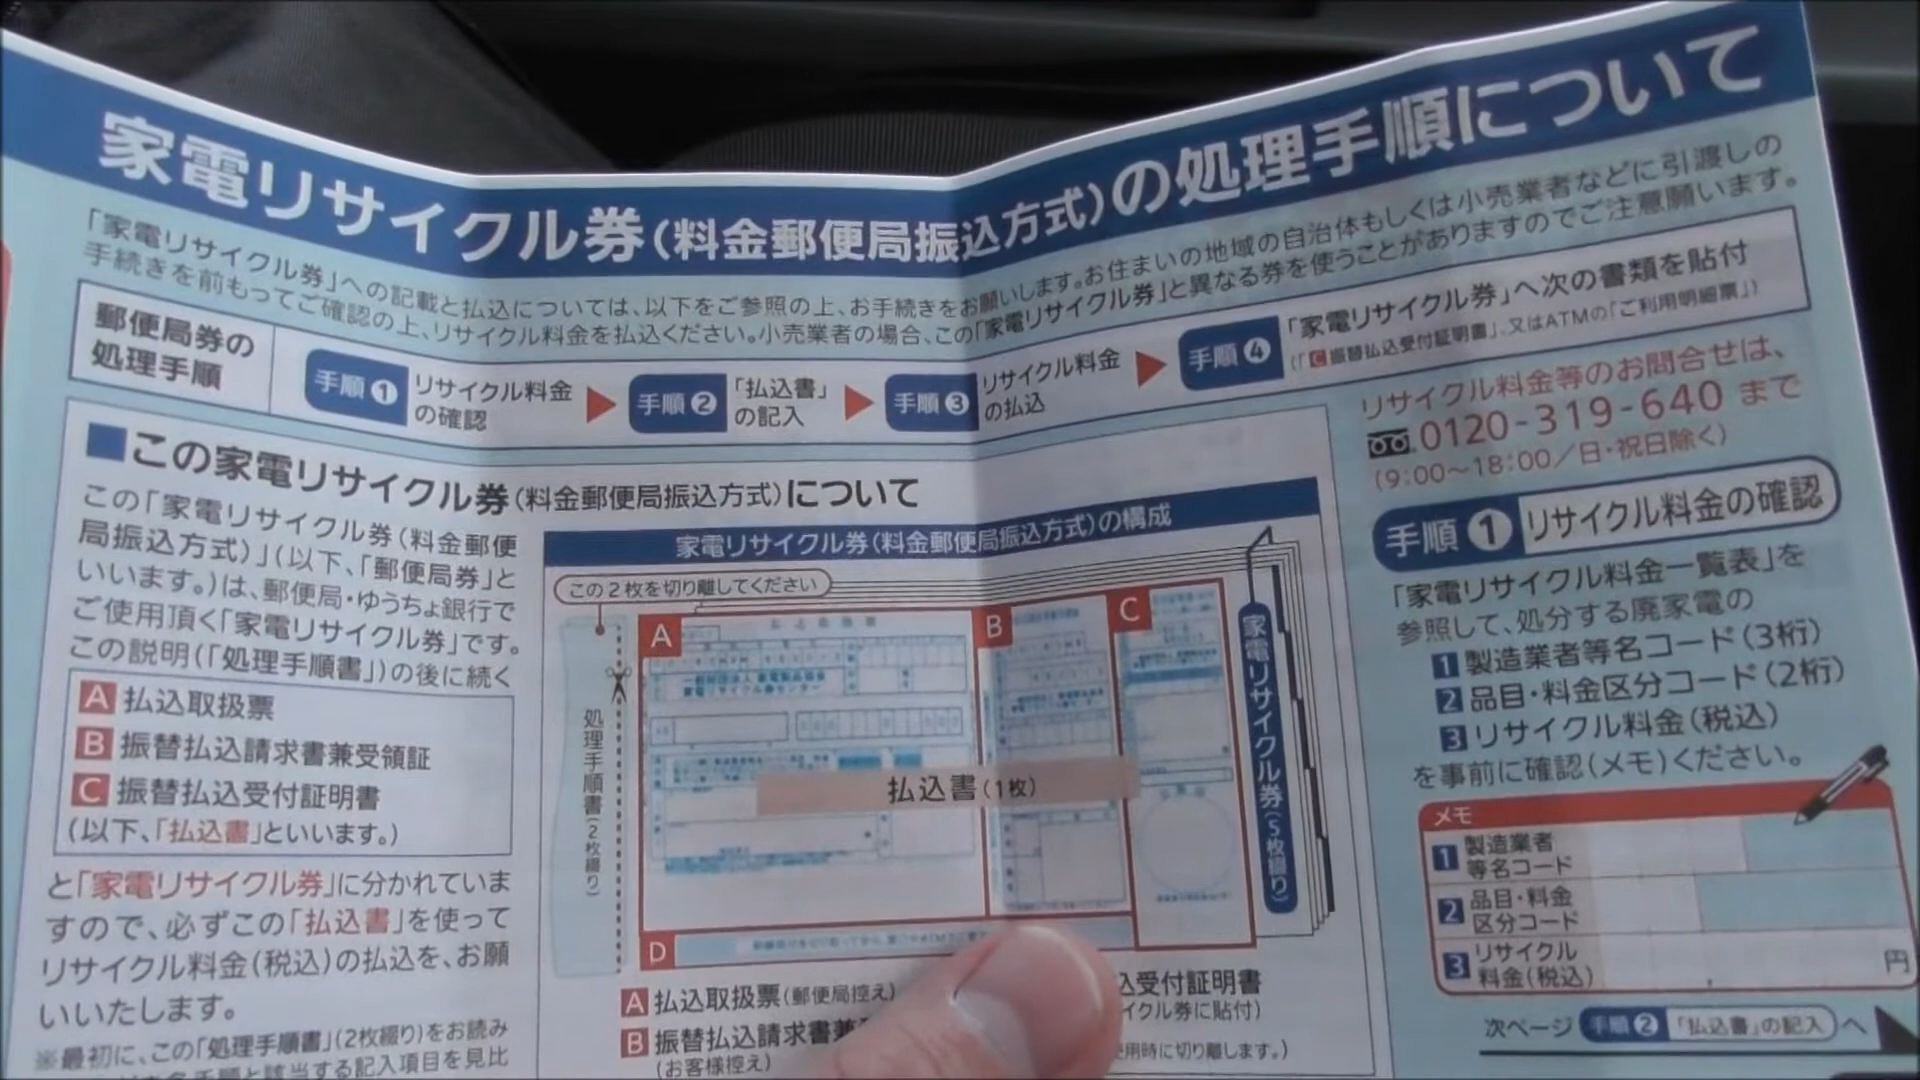 家電リサイクル券(料金郵便局振込方式)の処理手順について
「家電リサイクル券」への記載と払込については、以下をご参照の上、お手続きをお願いします。お住まいの地域の自治体もしくは小売業者などに引渡しの
手続きを前もってご確認の上、リサイクル料金を払込ください。小売業者の場合、この「家電リサイクル券」と異なる券を使うことがありますのでご注意願います。
郵便局券の
処理手順
手順1 リサイクル料金
の確認
手順2 「払込書」
の記入
手順3 リサイクル料金
の払込
手順4 「家電リサイクル券」へ次の書類を貼付
(「C振替払込受付証明書」、又はATMの「ご利用明細票」)
■この家電リサイクル券(料金郵便局振込方式)について
この「家電リサイクル券(料金郵便
局振込方式)」(以下、「郵便局券」と
いいます。)は、郵便局・ゆうちょ銀行で
ご使用頂く「家電リサイクル券」です。
この説明(「処理手順書」)の後に続く
A 払込取扱票
B 振替払込請求書兼受領証
C 振替払込受付証明書
(以下、「払込書」といいます。)
と「家電リサイクル券」に分かれていま
すので、必ずこの「払込書」を使って
リサイクル料金(税込)の払込を、お願
いいたします。
※最初に、この「処理手順書」(2枚綴り)をお読み
家電リサイクル券(料金郵便局振込方式)の構成
この2枚を切り離してください
処理手順書(2枚綴り)
A
B
C
一般財団法人 家電製品協会
家電リサイクル券センター
払込書(1枚)
家電リサイクル券(5枚綴り)
D
A 払込取扱票(郵便局控え)
B 振替払込請求書兼
(お客様控え)
込受付証明書
イクル券に貼付)
使用時に切り離します。)
リサイクル料金等のお問合せは、
0120-319-640 まで
(9:00〜18:00/日・祝日除く)
手順1 リサイクル料金の確認
「家電リサイクル料金一覧表」を
参照して、処分する廃家電の
1 製造業者等名コード(3桁)
2 品目・料金区分コード(2桁)
3 リサイクル料金(税込)
を事前に確認(メモ)ください。
メモ
1 製造業者
等名コード
2 品目・料金
区分コード
3 リサイクル
料金(税込)
円
次ページ 手順2 「払込書」の記入 へ